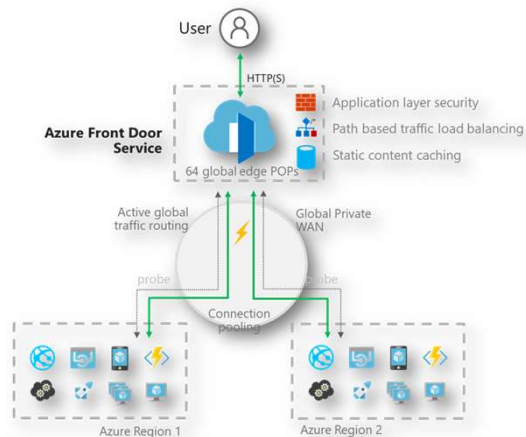 User
HTTP(S)
Application layer security
Azure Front Door
Service
Path based traffic load balancing
Static content caching
64 global edge POPs
Active global
traffic routing
Global Private
WAN
probe
probe
Connection
pooling
Azure Region 1
Azure Region 2